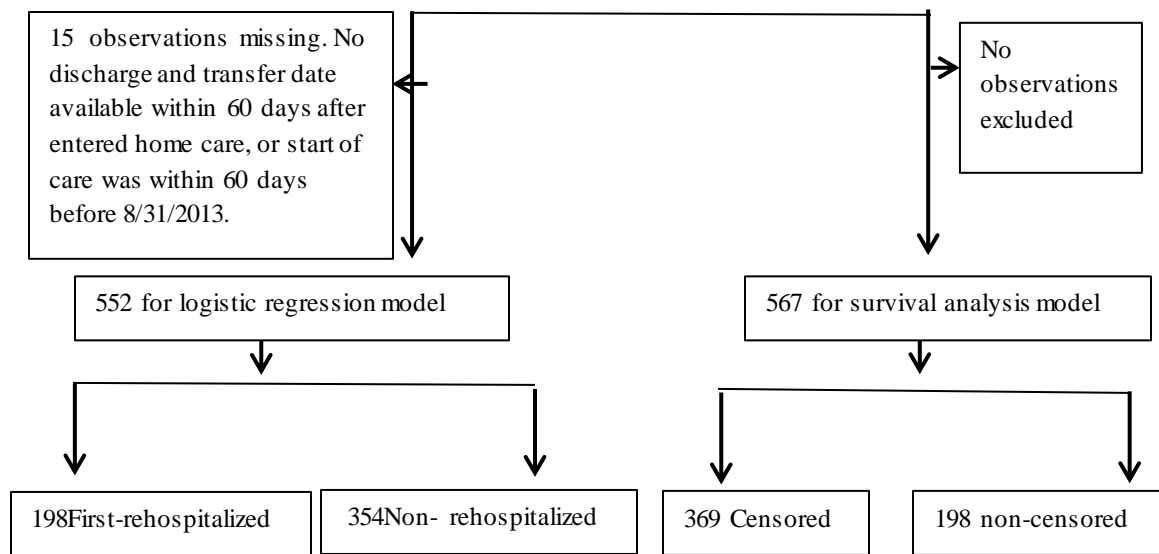 15 observations missing. No
discharge and transfer date
available within 60 days after
entered home care, or start of
care was within 60 days
before 8/31/2013.
No
observations
excluded
552 for logistic regression model
567 for survival analysis model
198First-rehospitalized
354Non- rehospitalized
369 Censored
198 non-censored